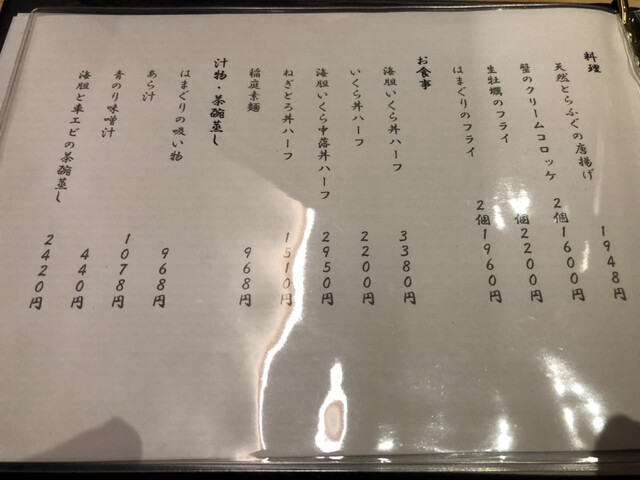 料理
天然とらふぐの唐揚げ 1948円
蟹のクリームコロッケ 2個1600円
生牡蠣のフライ 2個2200円
はまぐりのフライ 2個1960円
お食事
海胆いくら丼ハーフ 3380円
いくら丼ハーフ 2200円
海胆いくら中落丼ハーフ 2950円
ねぎとろ丼ハーフ 1510円
稲庭素麺 968円
汁物・茶碗蒸し
はまぐりの吸い物 968円
あら汁 1078円
青のり味噌汁 440円
海胆と車エビの茶碗蒸し 2420円